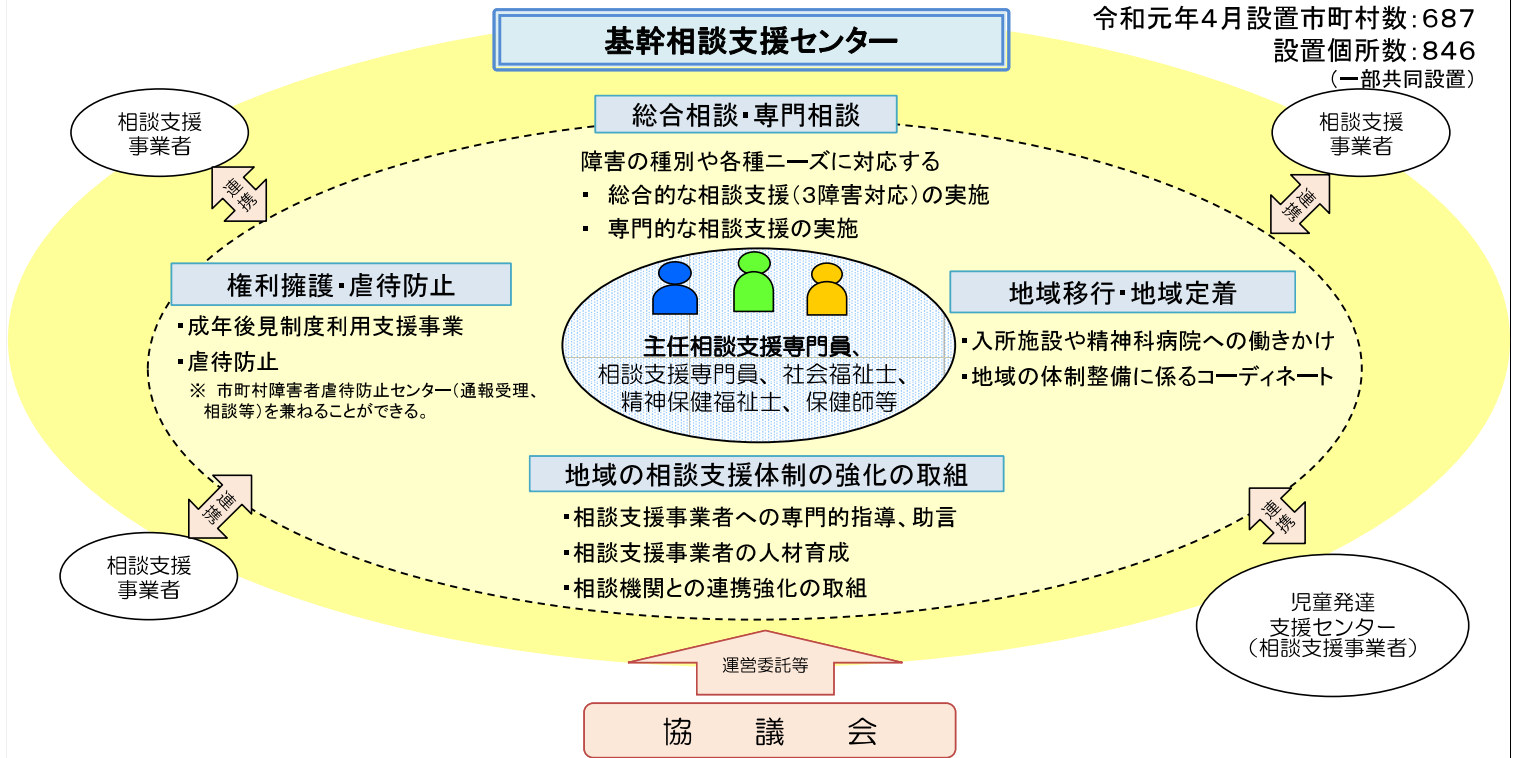 令和元年4月設置市町村数:687
設置個所数:846
(一部共同設置)
基幹相談支援センター
相談支援
事業者
連携
相談支援
事業者
連携
総合相談・専門相談
障害の種別や各種ニーズに対応する
・ 総合的な相談支援(3障害対応)の実施
・ 専門的な相談支援の実施
権利擁護・虐待防止
・成年後見制度利用支援事業
・虐待防止
※ 市町村障害者虐待防止センター(通報受理、
相談等)を兼ねることができる。
主任相談支援専門員、
相談支援専門員、社会福祉士、
精神保健福祉士、保健師等
地域移行・地域定着
・入所施設や精神科病院への働きかけ
・地域の体制整備に係るコーディネート
地域の相談支援体制の強化の取組
・相談支援事業者への専門的指導、助言
・相談支援事業者の人材育成
・相談機関との連携強化の取組
連携
相談支援
事業者
連携
児童発達
支援センター
(相談支援事業者)
運営委託等
協 議 会